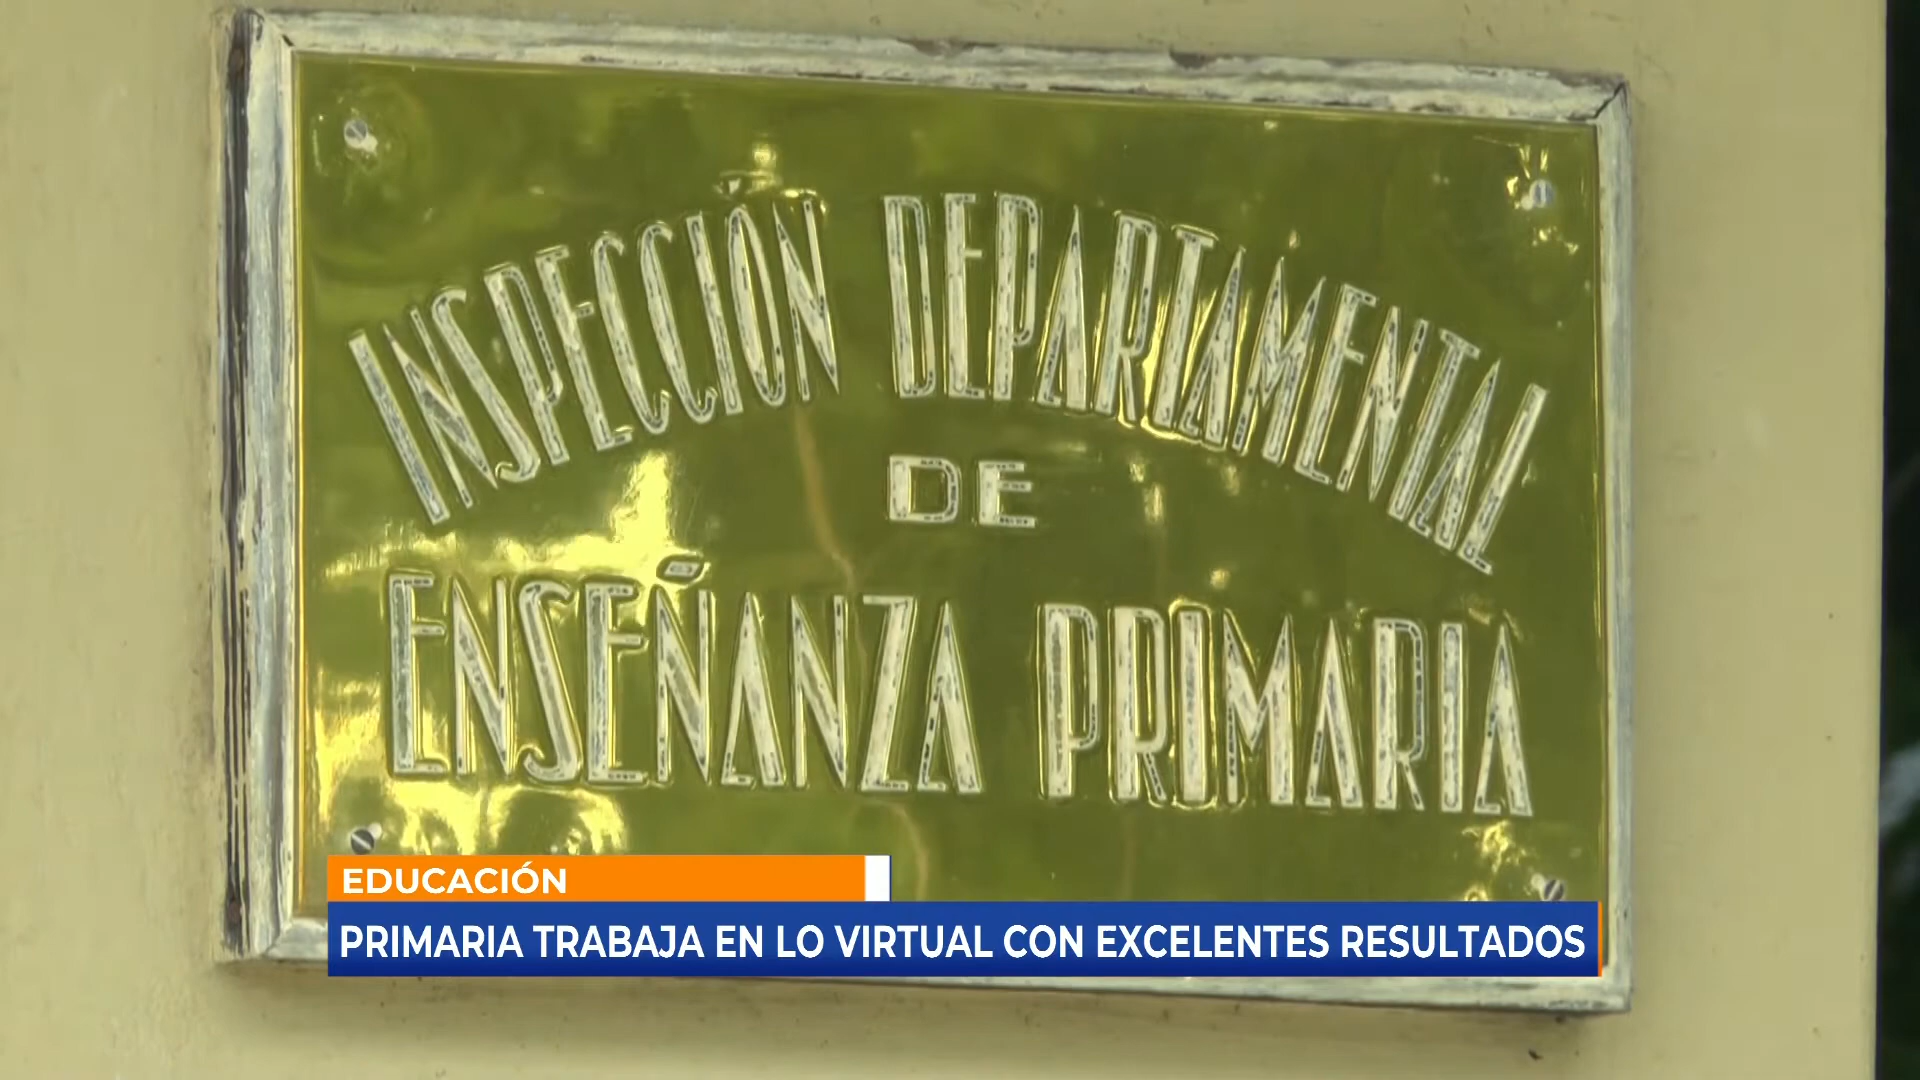 INSPECCIÓN DEPARTAMENTAL
DE
ENSEÑANZA PRIMARIA
EDUCACIÓN
PRIMARIA TRABAJA EN LO VIRTUAL CON EXCELENTES RESULTADOS